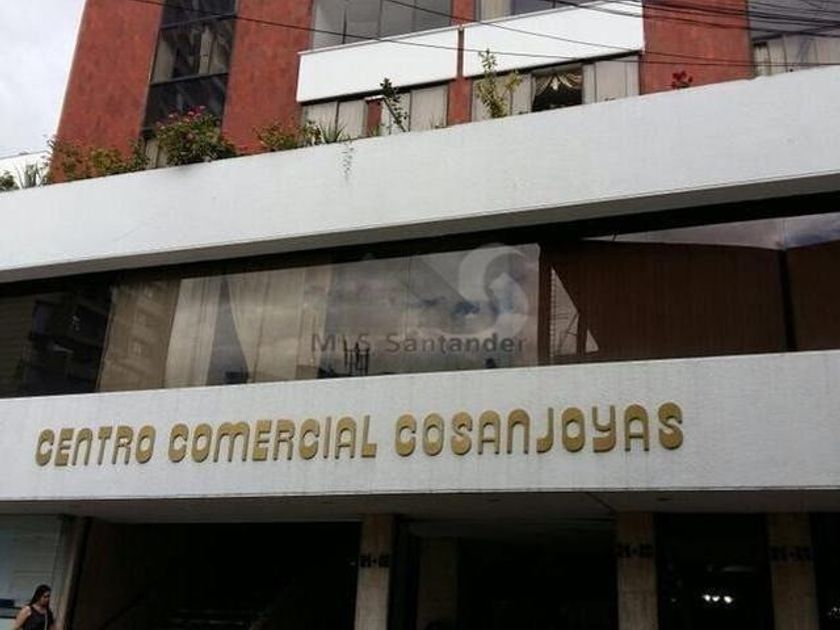 MLS Santander
CENTRO COMERCIAL COSANJOYAS